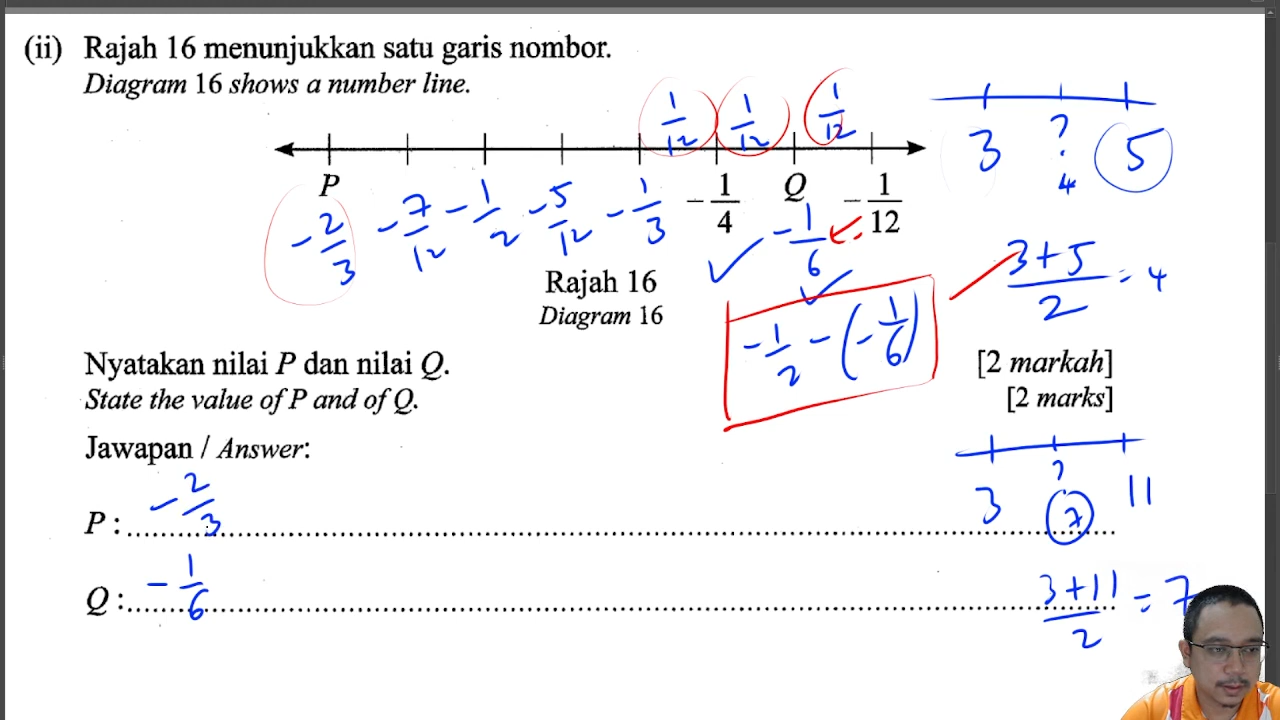 (ii) Rajah 16 menunjukkan satu garis nombor.
Diagram 16 shows a number line.
1/12 1/12 1/12
P -1/4 Q -1/12
-2/3 -7/12 -1/2 -5/12 -1/3 -1/6
3 ? 5
4
Rajah 16
Diagram 16
3+5/2 = 4
-1/2 - (-1/6)
Nyatakan nilai P dan nilai Q.
State the value of P and of Q.
[2 markah]
[2 marks]
Jawapan / Answer:
3 ? 11
7
P : -2/3
Q : -1/6
3+11/2 = 7